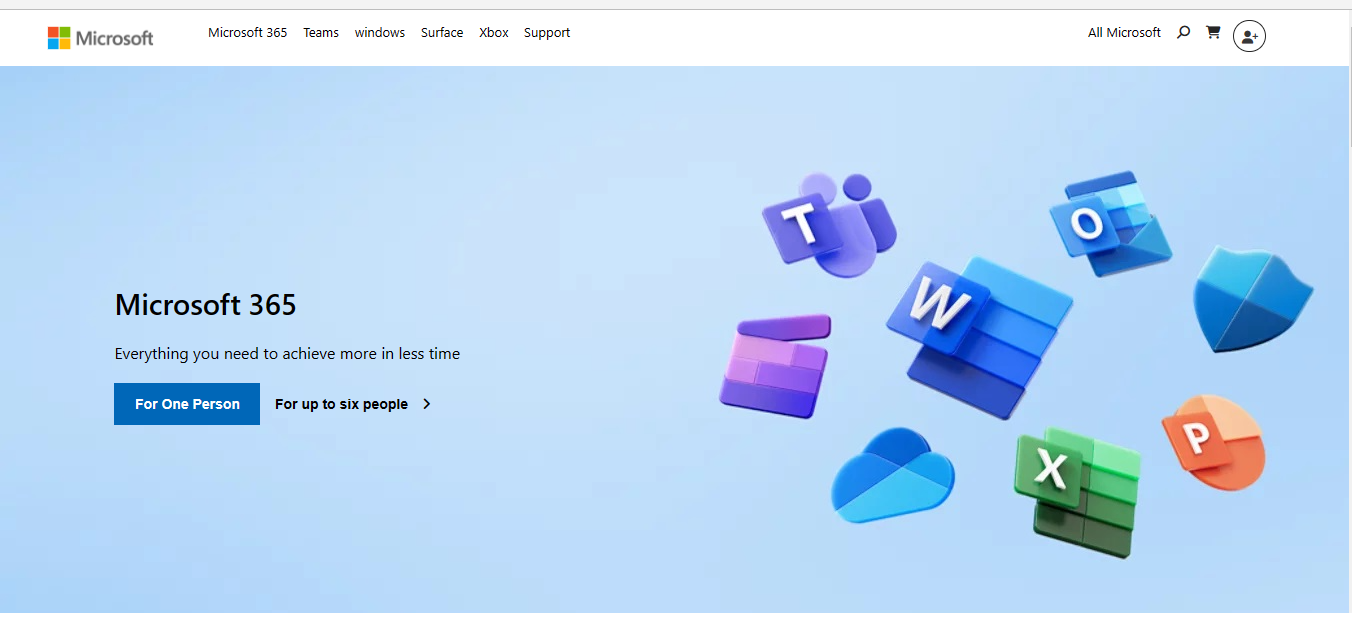 Microsoft
Microsoft 365 Teams windows Surface Xbox Support
All Microsoft
Microsoft 365
Everything you need to achieve more in less time
For One Person
For up to six people
T
O
W
P
X